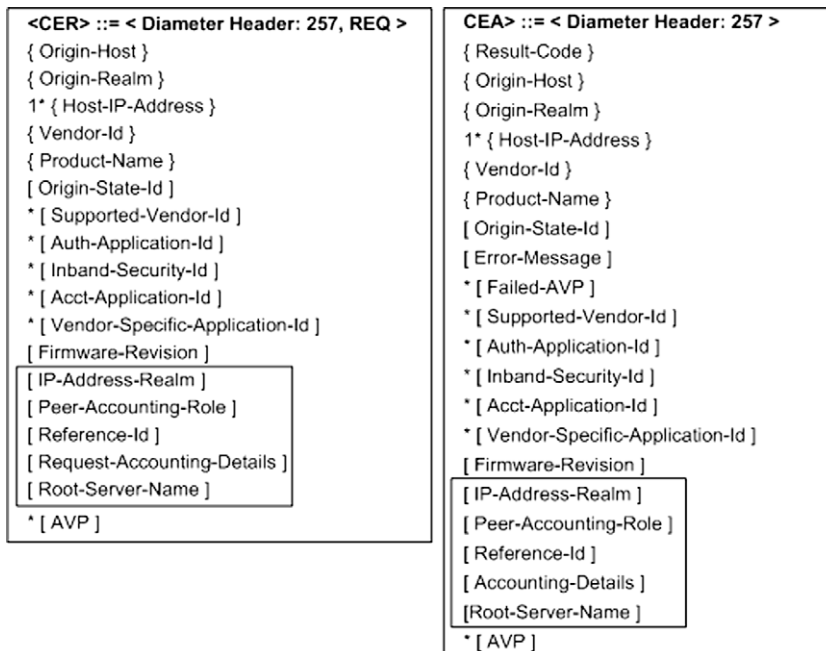 <CER> ::= < Diameter Header: 257, REQ >
{ Origin-Host }
{ Origin-Realm }
1* { Host-IP-Address }
{ Vendor-Id }
{ Product-Name }
[ Origin-State-Id ]
* [ Supported-Vendor-Id ]
* [ Auth-Application-Id ]
* [ Inband-Security-Id ]
* [ Acct-Application-Id ]
* [ Vendor-Specific-Application-Id ]
[ Firmware-Revision ]
[ IP-Address-Realm ]
[ Peer-Accounting-Role ]
[ Reference-Id ]
[ Request-Accounting-Details ]
[ Root-Server-Name ]
* [ AVP ]
CEA> ::= < Diameter Header: 257 >
{ Result-Code }
{ Origin-Host }
{ Origin-Realm }
1* { Host-IP-Address }
{ Vendor-Id }
{ Product-Name }
[ Origin-State-Id ]
[ Error-Message ]
* [ Failed-AVP ]
* [ Supported-Vendor-Id ]
* [ Auth-Application-Id ]
* [ Inband-Security-Id ]
* [ Acct-Application-Id ]
* [ Vendor-Specific-Application-Id ]
[ Firmware-Revision ]
[ IP-Address-Realm ]
[ Peer-Accounting-Role ]
[ Reference-Id ]
[ Accounting-Details ]
[Root-Server-Name ]
* [ AVP ]